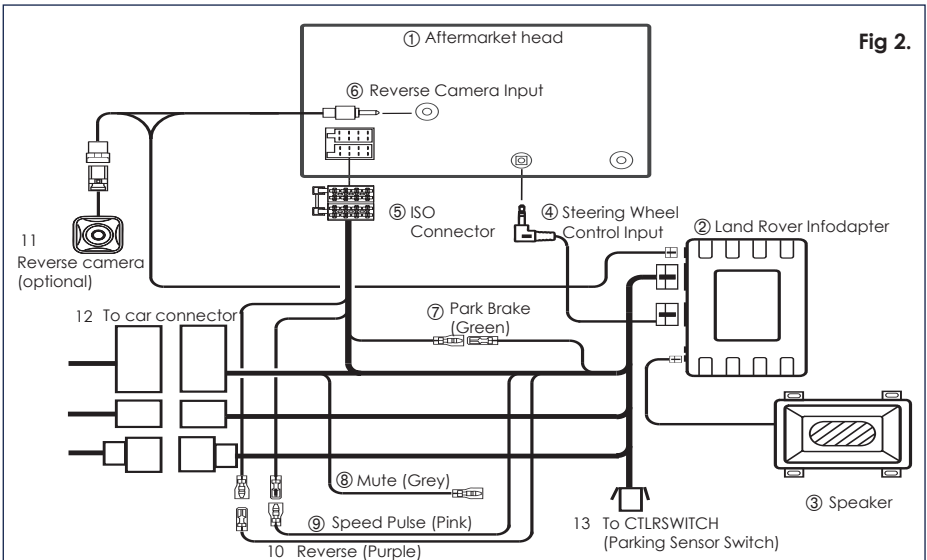 Fig 2.
① Aftermarket head
⑥ Reverse Camera Input
⑤ ISO
Connector
④ Steering Wheel
Control Input
② Land Rover Infodapter
11
Reverse camera
(optional)
12 To car connector
⑦ Park Brake
(Green)
⑧ Mute (Grey)
⑨ Speed Pulse (Pink)
10 Reverse (Purple)
13 To CTLRSWITCH
(Parking Sensor Switch)
③ Speaker